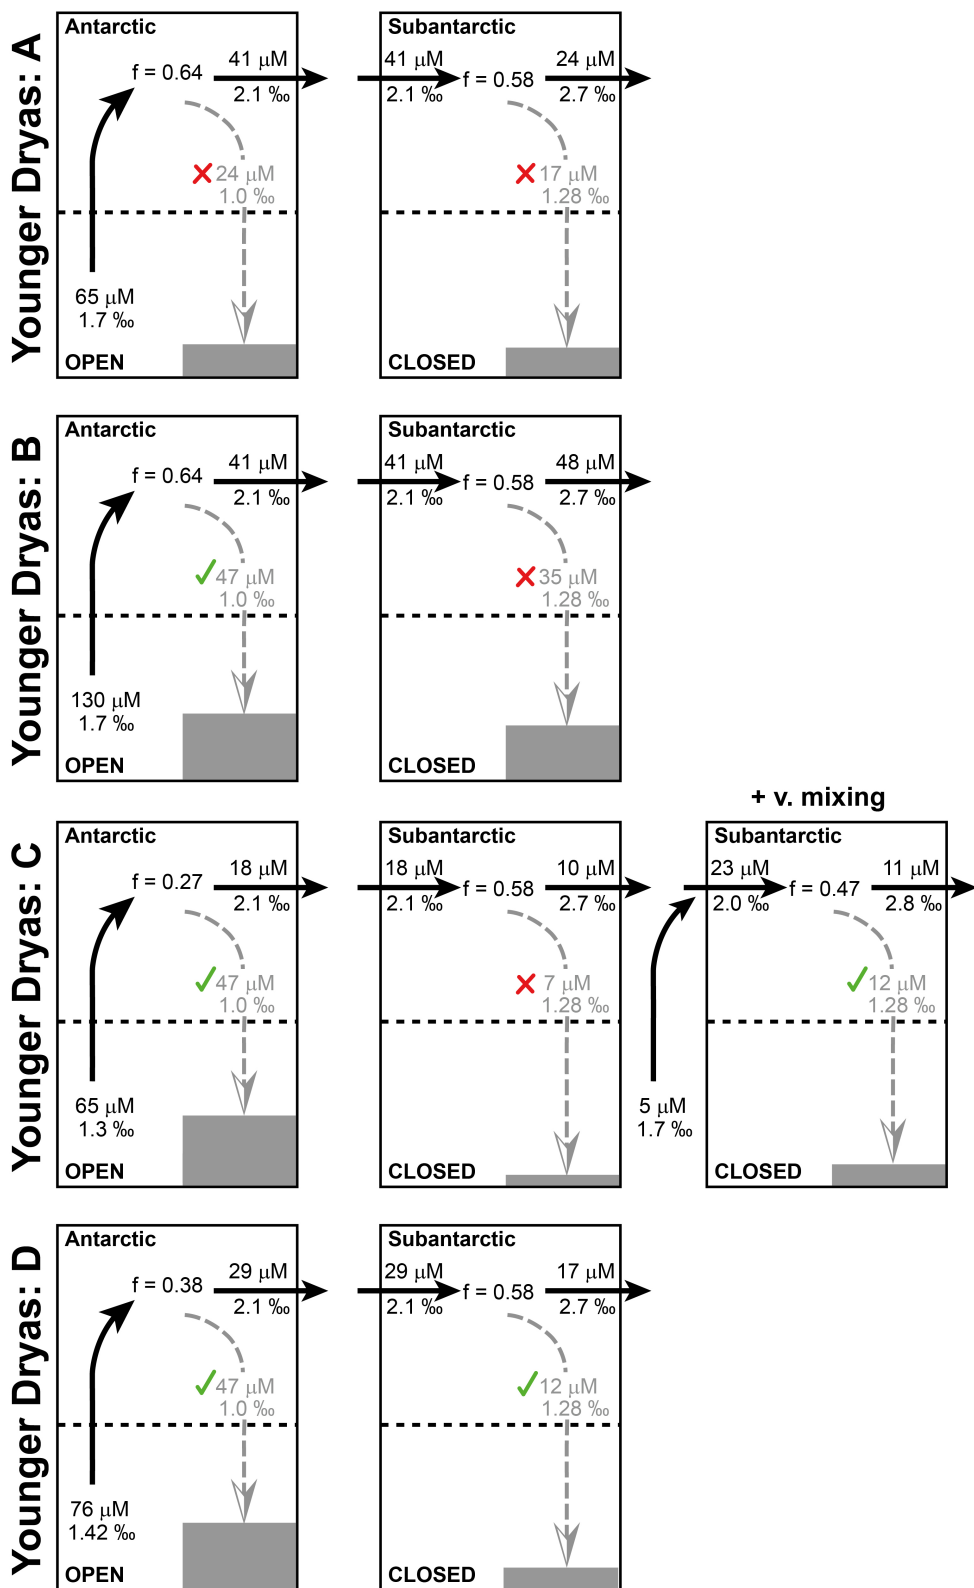 Younger Dryas: A
Antarctic
f = 0.64
41 μM
2.1 ‰
24 μM
1.0 ‰
65 μM
1.7 ‰
OPEN
Subantarctic
41 μM
2.1 ‰
f = 0.58
24 μM
2.7 ‰
17 μM
1.28 ‰
CLOSED
Younger Dryas: B
Antarctic
f = 0.64
41 μM
2.1 ‰
47 μM
1.0 ‰
130 μM
1.7 ‰
OPEN
Subantarctic
41 μM
2.1 ‰
f = 0.58
48 μM
2.7 ‰
35 μM
1.28 ‰
CLOSED
Younger Dryas: C
Antarctic
f = 0.27
18 μM
2.1 ‰
47 μM
1.0 ‰
65 μM
1.3 ‰
OPEN
Subantarctic
18 μM
2.1 ‰
f = 0.58
10 μM
2.7 ‰
7 μM
1.28 ‰
CLOSED
+ v. mixing
Subantarctic
23 μM
2.0 ‰
f = 0.47
11 μM
2.8 ‰
12 μM
1.28 ‰
5 μM
1.7 ‰
CLOSED
Younger Dryas: D
Antarctic
f = 0.38
29 μM
2.1 ‰
47 μM
1.0 ‰
76 μM
1.42 ‰
OPEN
Subantarctic
29 μM
2.1 ‰
f = 0.58
17 μM
2.7 ‰
12 μM
1.28 ‰
CLOSED